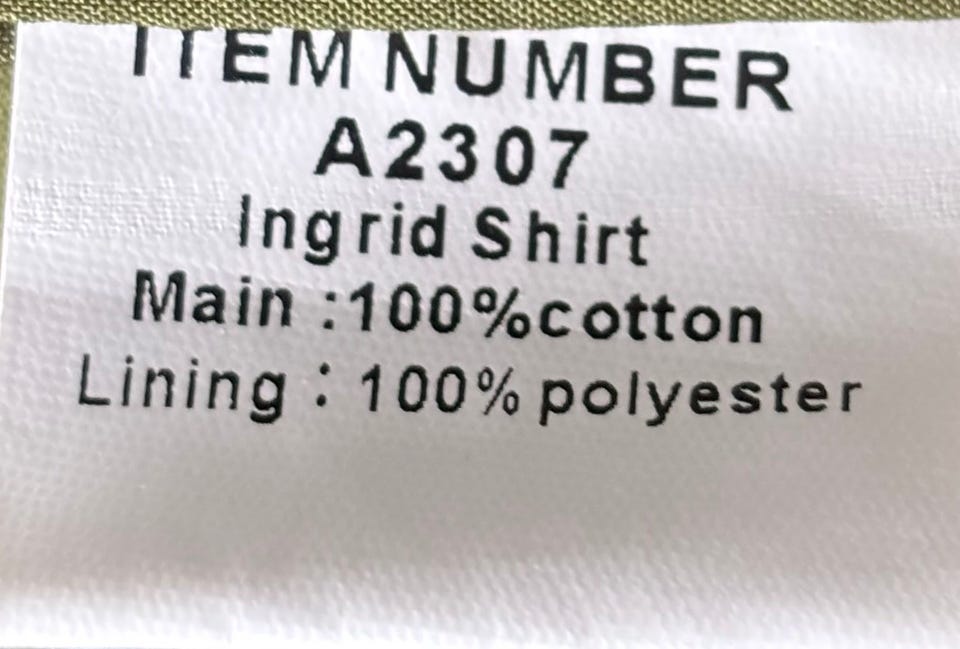 ITEM NUMBER
A2307
Ingrid Shirt
Main :100%cotton
Lining : 100% polyester